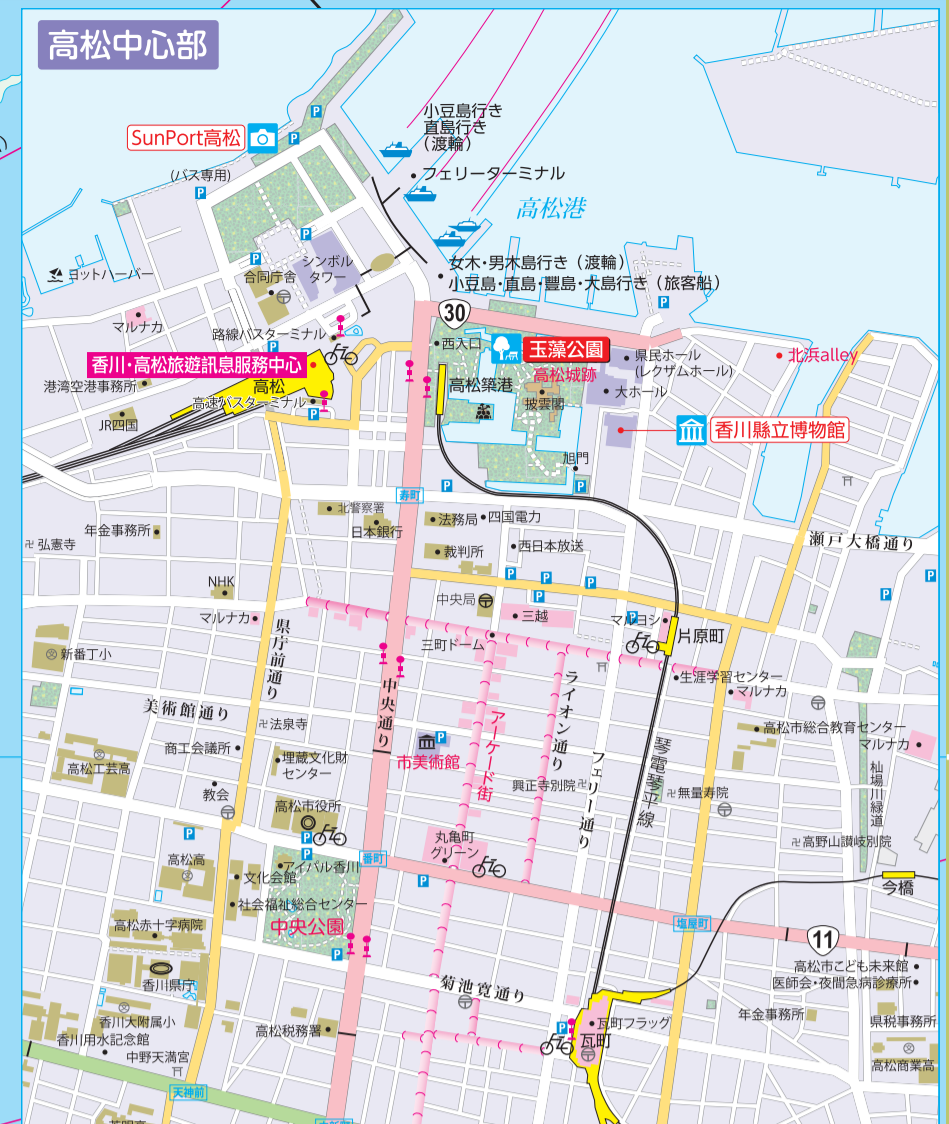 高松中心部
小豆島行き
直島行き
（渡輪）
SunPort高松
フェリーターミナル
(バス専用)
高松港
女木・男木島行き（渡輪）
小豆島・直島・豐島・大島行き（旅客船）
シンボル
タワー
合同庁舎
ヨットハーバー
30
マルナカ
路線バスターミナル
西入口
玉藻公園
県民ホール
(レクザムホール)
北浜alley
香川・高松旅遊訊息服務中心
高松城跡
港湾空港事務所
高松
高松築港
大ホール
高速バスターミナル
披雲閣
JR四国
香川縣立博物館
旭門
寿町
北警察署
法務局
四国電力
年金事務所
日本銀行
弘憲寺
裁判所
西日本放送
瀬戸大橋通り
NHK
中央局
マルナカ
三越
マルヨシ
片原町
三町ドーム
新番丁小
県庁前通り
生涯学習センター
マルナカ
中央通り
ライオン通り
アーケード街
美術館通り
法泉寺
高松市総合教育センター
商工会議所
マルナカ
市美術館
埋蔵文化財
センター
フェリー通り
琴電琴平線
高松工芸高
興正寺別院
無量寿院
杣場川緑道
教会
高松市役所
丸亀町
グリーン
高野山讃岐別院
番町
高松高
アイパル香川
文化会館
今橋
社会福祉総合センター
高松赤十字病院
中央公園
塩屋町
11
高松市こども未来館
医師会・夜間急病診療所
香川県庁
菊池寛通り
香川大附属小
高松税務署
瓦町フラッグ
瓦町
年金事務所
県税事務所
香川用水記念館
中野天満宮
高松商業高
天神前